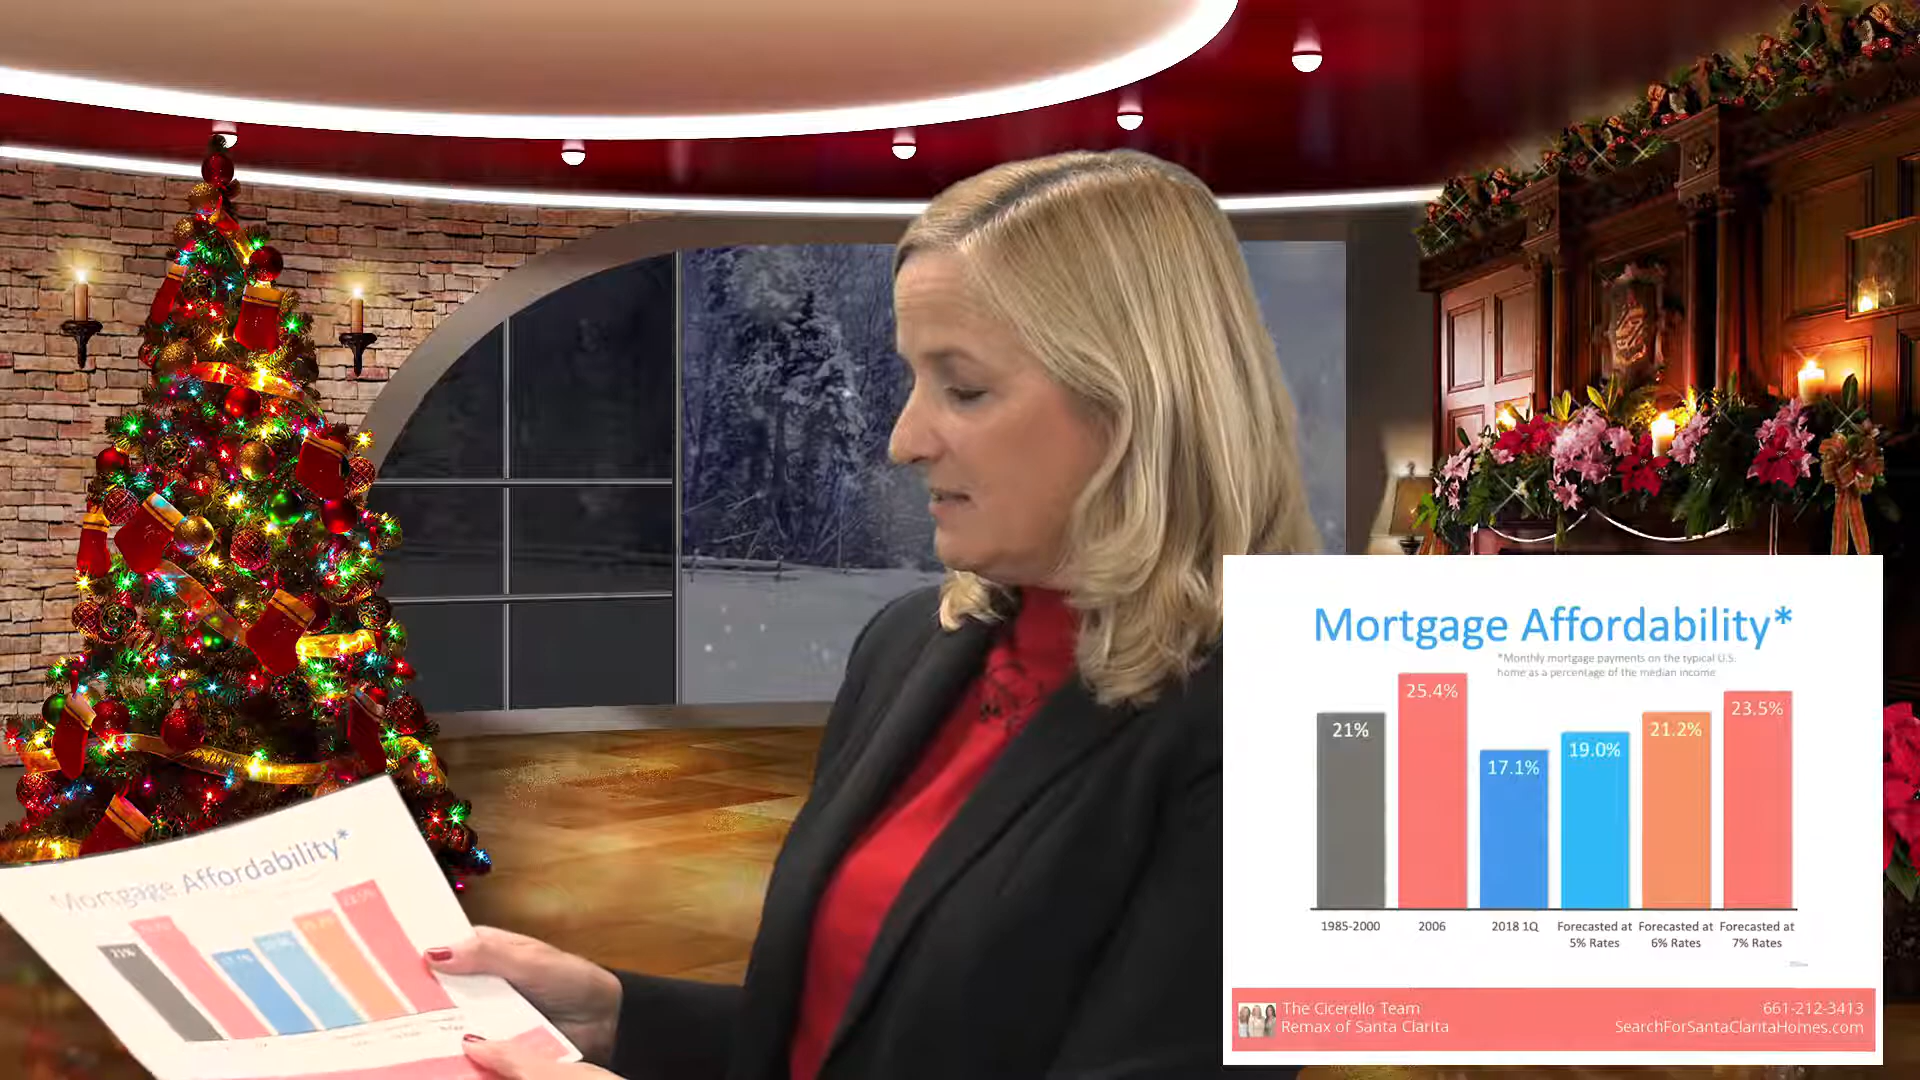 Mortgage Affordability*
*Monthly mortgage payments on the typical U.S.
home as a percentage of the median income
21%
25.4%
17.1%
19.0%
21.2%
23.5%
1985-2000
2006
2018 1Q
Forecasted at
5% Rates
Forecasted at
6% Rates
Forecasted at
7% Rates
The Cicerello Team
Remax of Santa Clarita
661-212-3413
SearchForSantaClaritaHomes.com
Mortgage Affordability*
21%